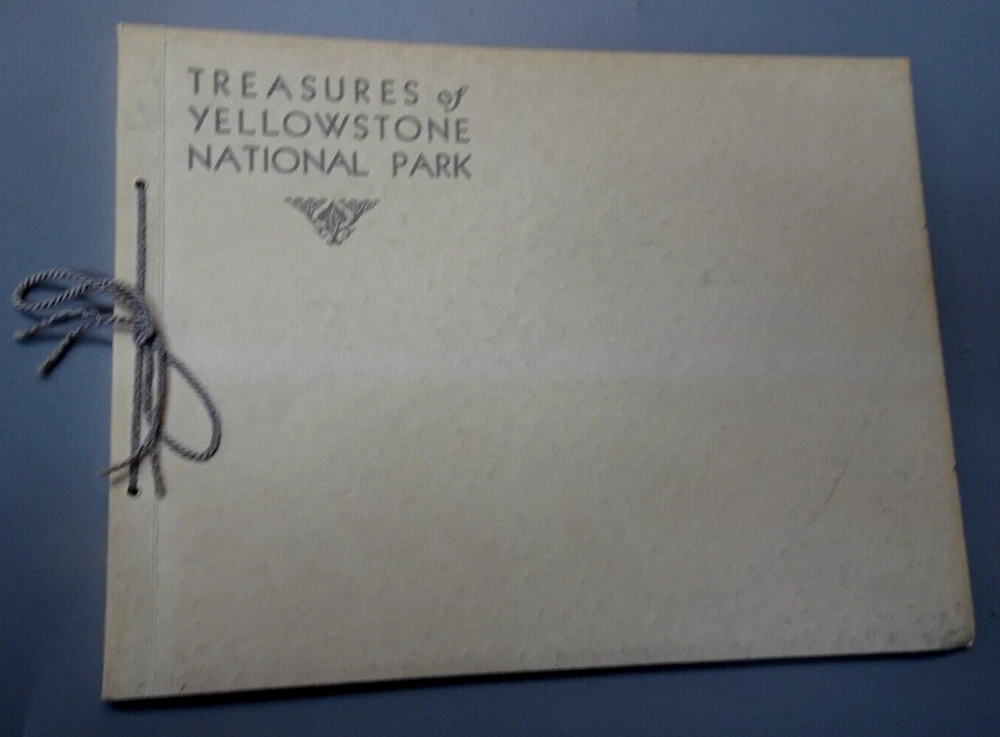 TREASURES of
YELLOWSTONE
NATIONAL PARK